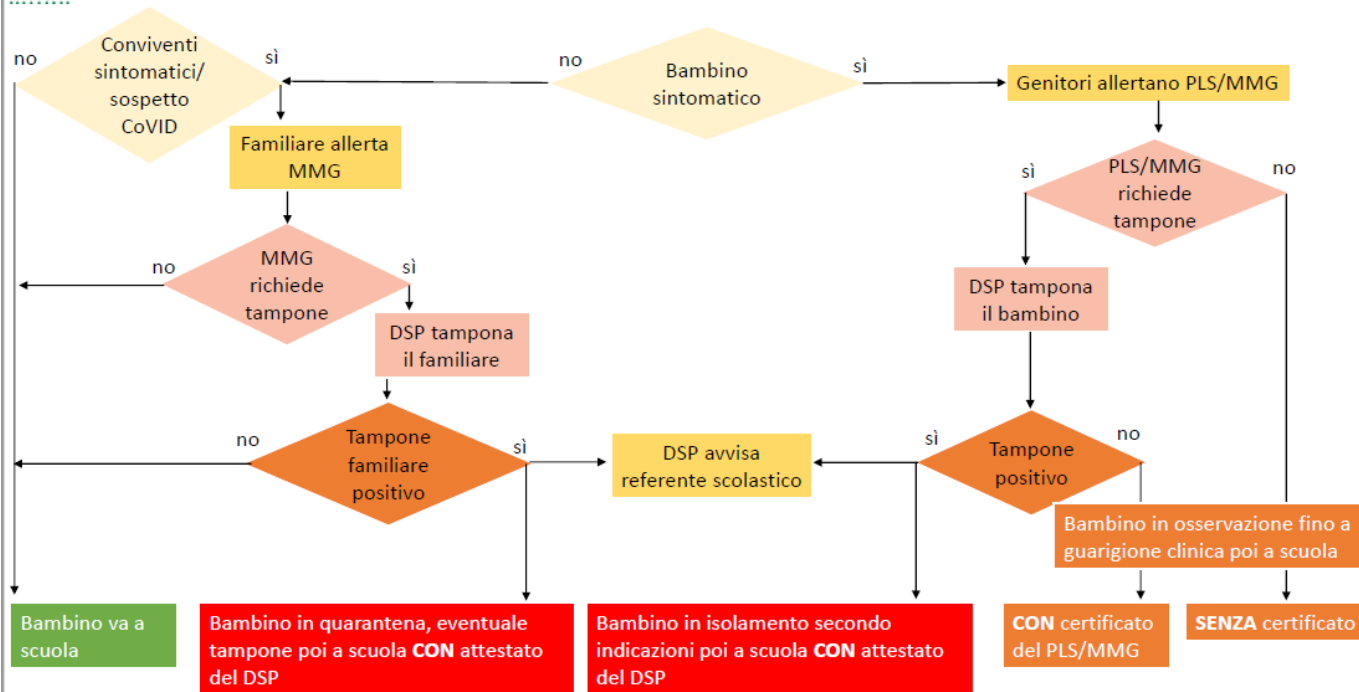 no
Conviventi
sintomatici/
sospetto
CoVID
sì
no
Bambino
sintomatico
sì
Genitori allertano PLS/MMG
Familiare allerta
MMG
sì
PLS/MMG
richiede
tampone
no
no
MMG
richiede
tampone
sì
DSP tampona
il familiare
DSP tampona
il bambino
no
Tampone
familiare
positivo
sì
DSP avvisa
referente scolastico
sì
Tampone
positivo
no
Bambino in osservazione fino a
guarigione clinica poi a scuola
Bambino va a
scuola
Bambino in quarantena, eventuale
tampone poi a scuola CON attestato
del DSP
Bambino in isolamento secondo
indicazioni poi a scuola CON attestato
del DSP
CON certificato
del PLS/MMG
SENZA certificato